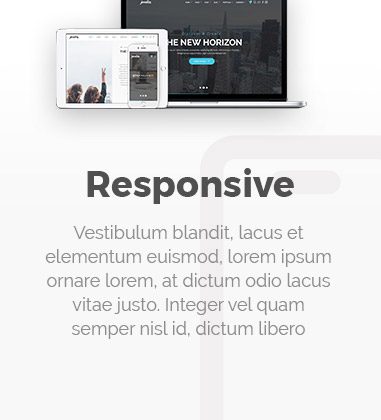 THE NEW HORIZON
Responsive
Vestibulum blandit, lacus et
elementum euismod, lorem ipsum
ornare lorem, at dictum odio lacus
vitae justo. Integer vel quam
semper nisl id, dictum libero